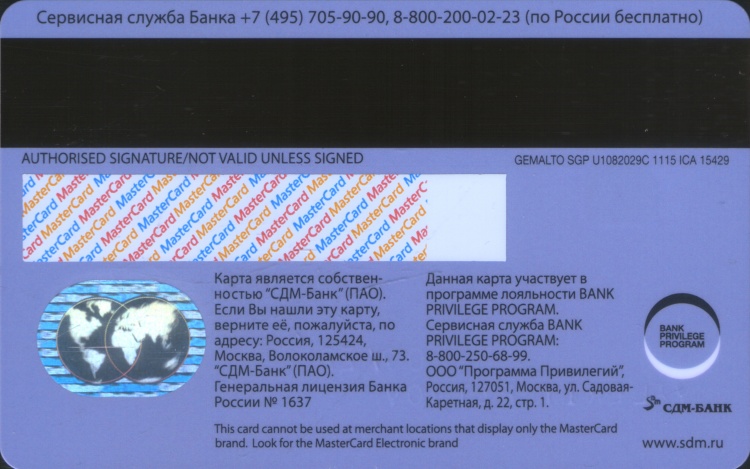 Сервисная служба Банка +7 (495) 705-90-90, 8-800-200-02-23 (по России бесплатно)
AUTHORISED SIGNATURE/NOT VALID UNLESS SIGNED
GEMALTO SGP U1082029C 1115 ICA 15429
MasterCard MasterCard MasterCard MasterCard MasterCard
Карта является собствен-
ностью "СДМ-Банк" (ПАО).
Если Вы нашли эту карту,
верните её, пожалуйста, по
адресу: Россия, 125424,
Москва, Волоколамское ш., 73.
"СДМ-Банк" (ПАО).
Генеральная лицензия Банка
России № 1637
Данная карта участвует в
программе лояльности BANK
PRIVILEGE PROGRAM.
Сервисная служба BANK
PRIVILEGE PROGRAM:
8-800-250-68-99.
ООО "Программа Привилегий",
Россия, 127051, Москва, ул. Садовая-
Каретная, д. 22, стр. 1.
BANK
PRIVILEGE
PROGRAM
СДМ-БАНК
This card cannot be used at merchant locations that display only the MasterCard
brand. Look for the MasterCard Electronic brand
www.sdm.ru